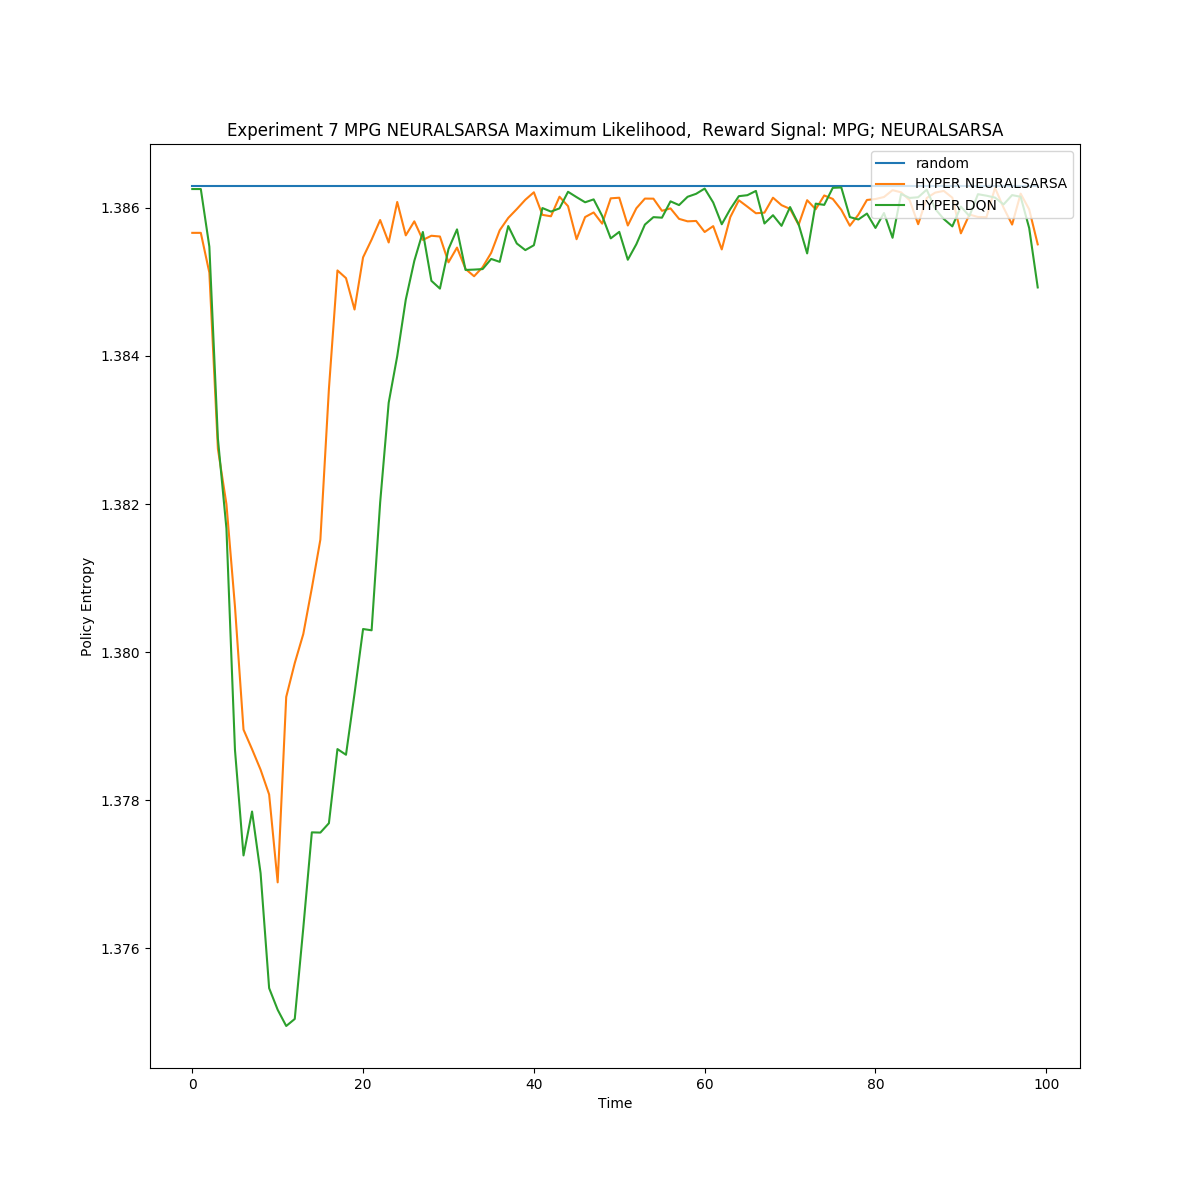 Experiment 7 MPG NEURALSARSA Maximum Likelihood,  Reward Signal: MPG; NEURALSARSA
random
HYPER NEURALSARSA
HYPER DQN
1.386
1.384
1.382
1.380
1.378
1.376
Policy Entropy
0
20
40
60
80
100
Time